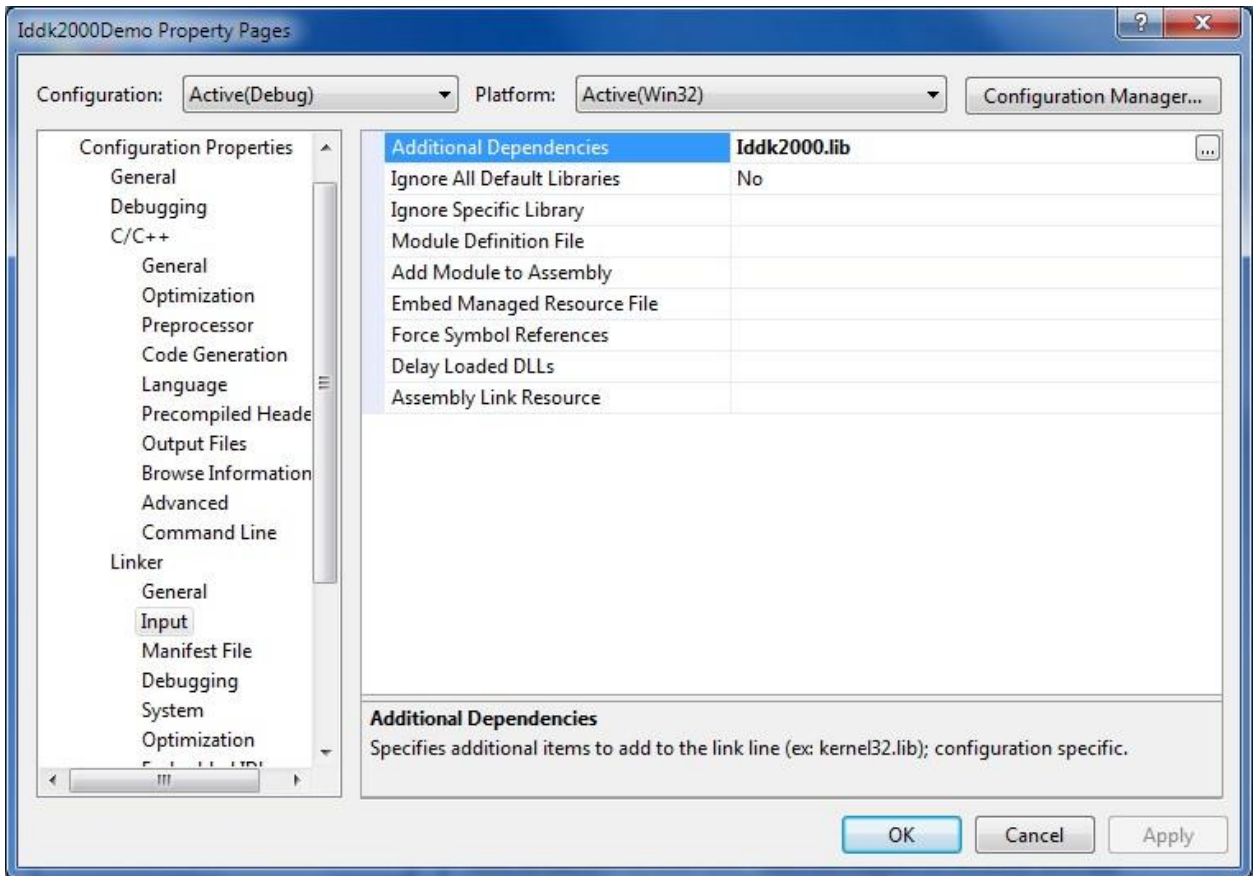 Iddk2000Demo Property Pages
Configuration: Active(Debug) Platform: Active(Win32) Configuration Manager...
Configuration Properties
General
Debugging
C/C++
General
Optimization
Preprocessor
Code Generation
Language
Precompiled Heade
Output Files
Browse Information
Advanced
Command Line
Linker
General
Input
Manifest File
Debugging
System
Optimization
Additional Dependencies Iddk2000.lib ...
Ignore All Default Libraries No
Ignore Specific Library
Module Definition File
Add Module to Assembly
Embed Managed Resource File
Force Symbol References
Delay Loaded DLLs
Assembly Link Resource
Additional Dependencies
Specifies additional items to add to the link line (ex: kernel32.lib); configuration specific.
OK Cancel Apply